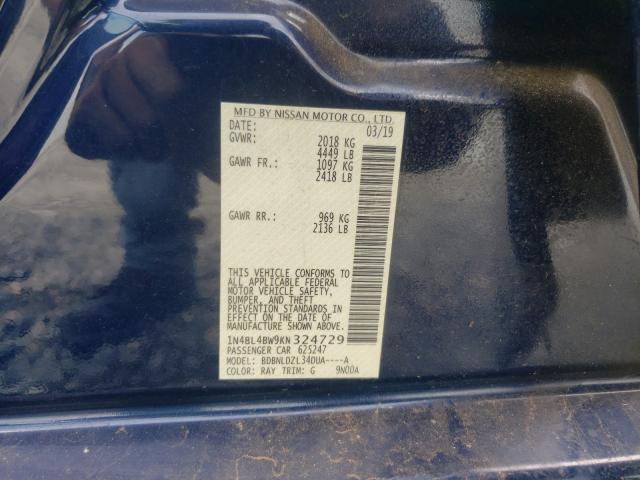 MFD BY NISSAN MOTOR CO., LTD.
DATE: 03/19
GVWR: 2018 KG
4449 LB
GAWR FR: 1097 KG
2418 LB
GAWR RR: 969 KG
2136 LB
THIS VEHICLE CONFORMS TO
ALL APPLICABLE FEDERAL
MOTOR VEHICLE SAFETY,
BUMPER, AND THEFT
PREVENTION STANDARDS IN
EFFECT ON THE DATE OF
MANUFACTURE SHOWN ABOVE.
1N4BL4BW9KN324729
PASSENGER CAR 625247
MODEL: BDBNLDZL34DUA----A
COLOR: RAY TRIM: G 9N00A